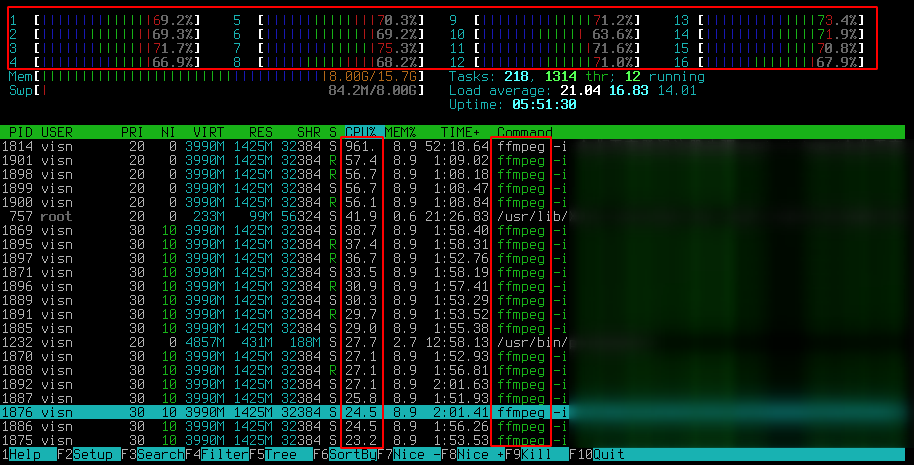 1 [69.2%] 5 [70.3%] 9 [71.2%] 13 [73.4%]
2 [69.3%] 6 [69.2%] 10 [63.6%] 14 [71.9%]
3 [71.7%] 7 [75.3%] 11 [71.6%] 15 [70.8%]
4 [66.9%] 8 [68.2%] 12 [71.0%] 16 [67.9%]
Mem[8.00G/15.7G] Tasks: 218, 1314 thr; 12 running
Swp[84.2M/8.00G] Load average: 21.04 16.83 14.01
Uptime: 05:51:30
PID USER PRI NI VIRT RES SHR S CPU% MEM% TIME+ Command
1814 visn 20 0 3990M 1425M 32384 S 961. 8.9 52:18.64 ffmpeg -i
1901 visn 20 0 3990M 1425M 32384 R 57.4 8.9 1:09.02 ffmpeg -i
1898 visn 20 0 3990M 1425M 32384 R 56.7 8.9 1:08.18 ffmpeg -i
1899 visn 20 0 3990M 1425M 32384 S 56.7 8.9 1:08.47 ffmpeg -i
1900 visn 20 0 3990M 1425M 32384 R 56.1 8.9 1:08.84 ffmpeg -i
757 root 20 0 233M 99M 56324 S 41.9 0.6 21:26.83 /usr/lib/
1869 visn 30 10 3990M 1425M 32384 S 38.7 8.9 1:58.40 ffmpeg -i
1895 visn 30 10 3990M 1425M 32384 R 37.4 8.9 1:58.31 ffmpeg -i
1897 visn 30 10 3990M 1425M 32384 R 36.7 8.9 1:52.76 ffmpeg -i
1871 visn 30 10 3990M 1425M 32384 S 33.5 8.9 1:58.19 ffmpeg -i
1896 visn 30 10 3990M 1425M 32384 R 30.9 8.9 1:57.41 ffmpeg -i
1889 visn 30 10 3990M 1425M 32384 S 30.3 8.9 1:53.29 ffmpeg -i
1891 visn 30 10 3990M 1425M 32384 R 29.7 8.9 1:53.52 ffmpeg -i
1885 visn 30 10 3990M 1425M 32384 S 29.0 8.9 1:55.38 ffmpeg -i
1232 visn 20 0 4857M 431M 188M S 27.7 2.7 12:58.13 /usr/bin/
1870 visn 30 10 3990M 1425M 32384 S 27.1 8.9 1:52.93 ffmpeg -i
1888 visn 30 10 3990M 1425M 32384 R 27.1 8.9 1:56.81 ffmpeg -i
1892 visn 30 10 3990M 1425M 32384 S 27.1 8.9 2:01.63 ffmpeg -i
1887 visn 30 10 3990M 1425M 32384 S 25.8 8.9 1:51.93 ffmpeg -i
1876 visn 30 10 3990M 1425M 32384 S 24.5 8.9 2:01.41 ffmpeg -i
1886 visn 30 10 3990M 1425M 32384 S 24.5 8.9 1:56.26 ffmpeg -i
1875 visn 30 10 3990M 1425M 32384 S 23.2 8.9 1:53.53 ffmpeg -i
1Help F2Setup F3SearchF4FilterF5Tree F6SortByF7Nice -F8Nice +F9Kill F10Quit